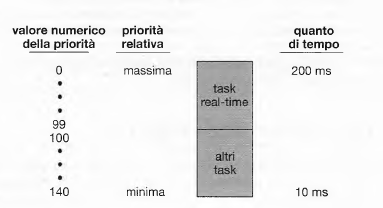 valore numerico della priorità
priorità relativa
quanto di tempo
0 massima 200 ms
task real-time
99
100
altri task
140 minima 10 ms